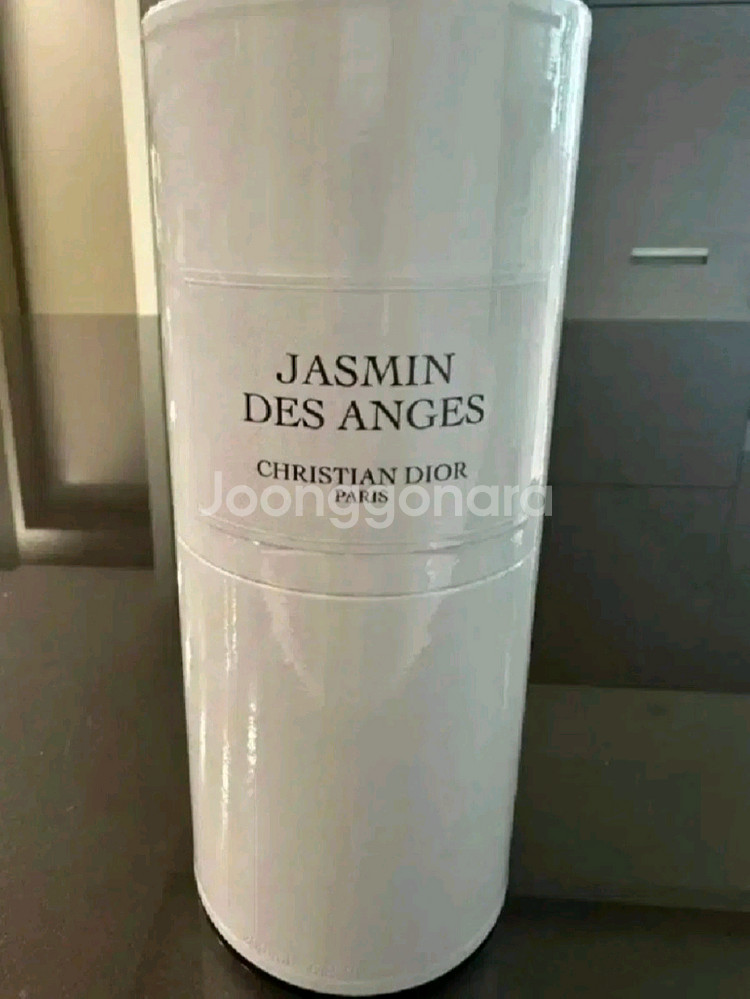 JASMIN
DES ANGES
CHRISTIAN DIOR
PARIS
Joonggonara